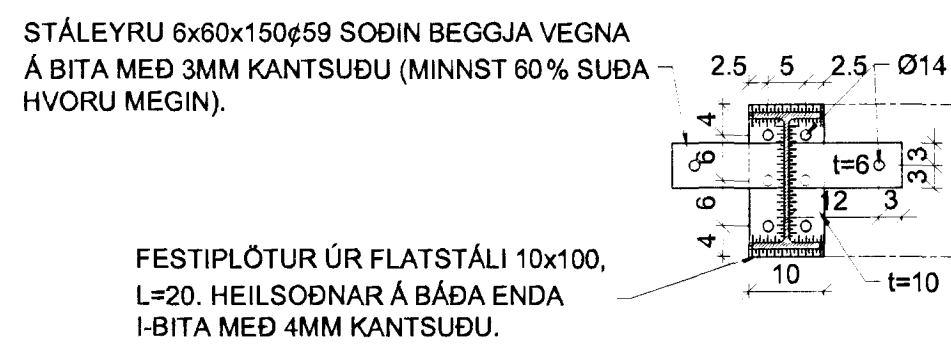 STÁLEYRU 6x60x150¢59 SOÐIN BEGGJA VEGNA
Á BITA MEÐ 3MM KANTSUÐU (MINNST 60% SUÐA
HVORU MEGIN).
2.5 5 2.5 Ø14
4
6
6
4
t=6
3
3
12 3
10
t=10
FESTIPLÖTUR ÚR FLATSTÁLI 10x100,
L=20. HEILSOÐNAR Á BÁÐA ENDA
I-BITA MEÐ 4MM KANTSUÐU.